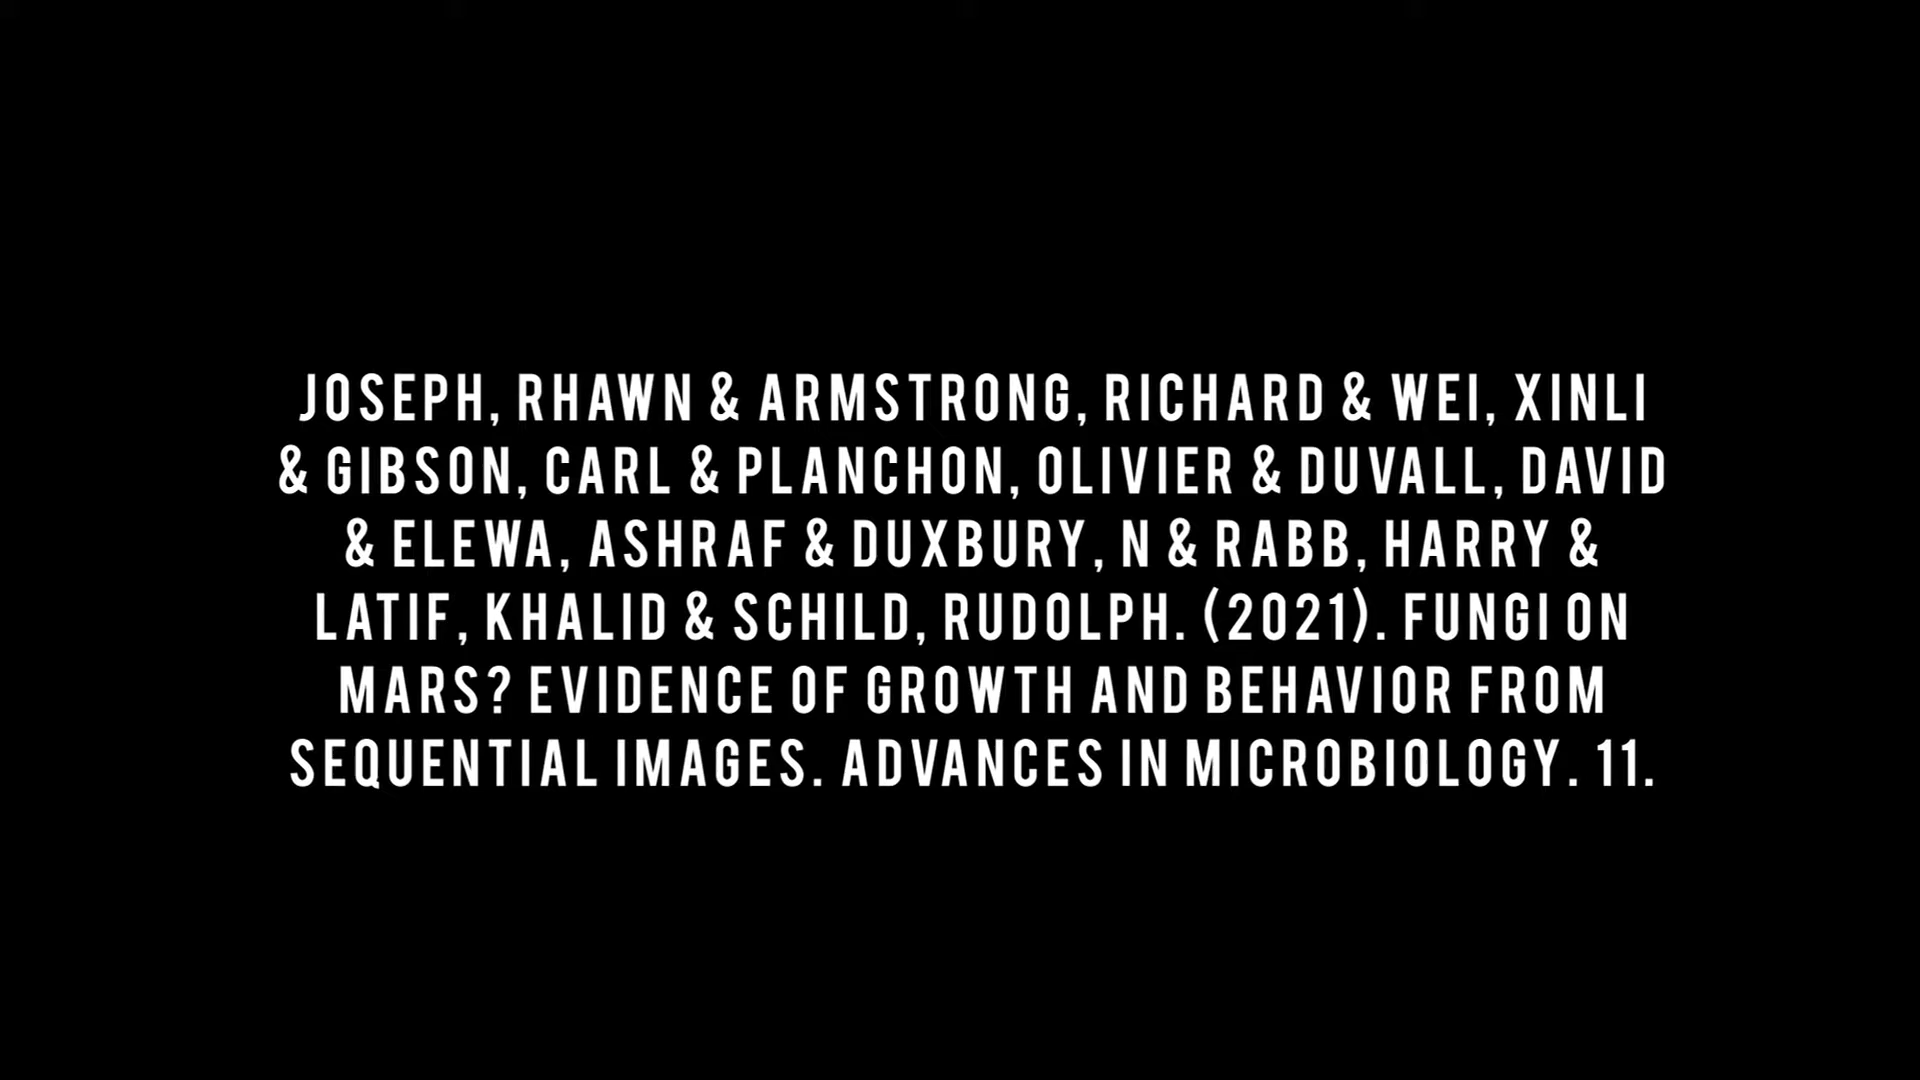 JOSEPH, RHAWN & ARMSTRONG, RICHARD & WEI, XINLI
& GIBSON, CARL & PLANCHON, OLIVIER & DUVALL, DAVID
& ELEWA, ASHRAF & DUXBURY, N & RABB, HARRY &
LATIF, KHALID & SCHILD, RUDOLPH. (2021). FUNGI ON
MARS? EVIDENCE OF GROWTH AND BEHAVIOR FROM
SEQUENTIAL IMAGES. ADVANCES IN MICROBIOLOGY. 11.